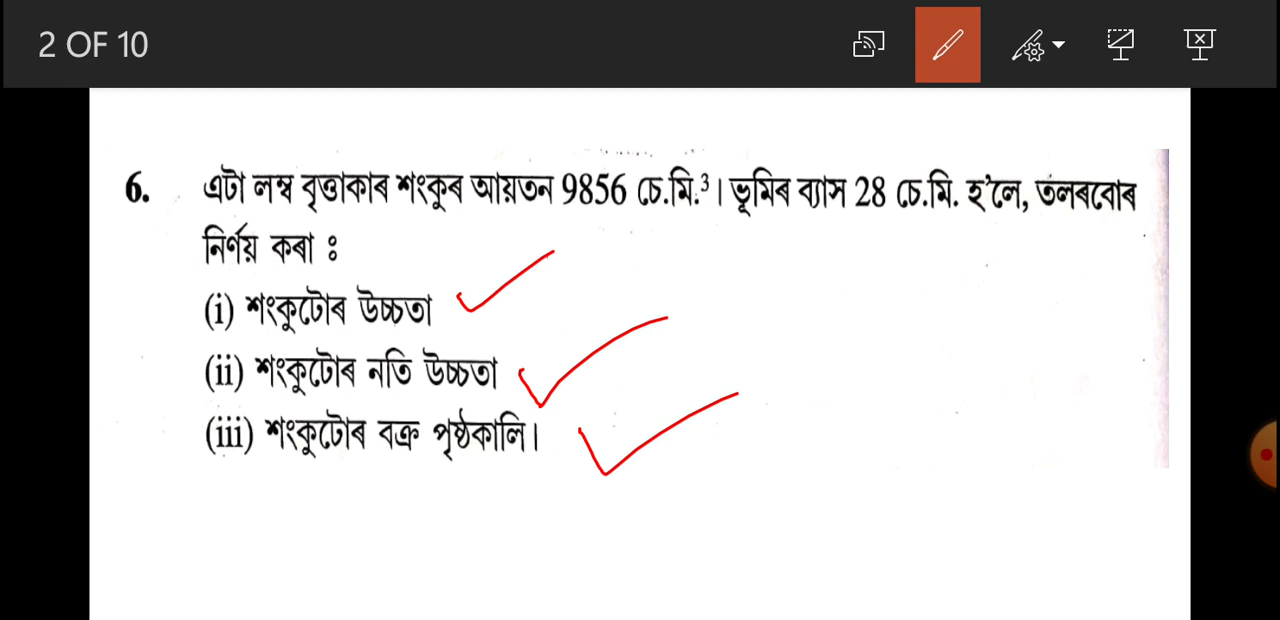 2 OF 10
6. এটা লম্ব বৃত্তাকাৰ শংকুৰ আয়তন 9856 চে.মি.³। ভূমিৰ ব্যাস 28 চে.মি. হ'লে, তলৰবোৰ
নিৰ্ণয় কৰা ঃ
(i) শংকুটোৰ উচ্চতা
(ii) শংকুটোৰ নতি উচ্চতা
(iii) শংকুটোৰ বক্ৰ পৃষ্ঠকালি।